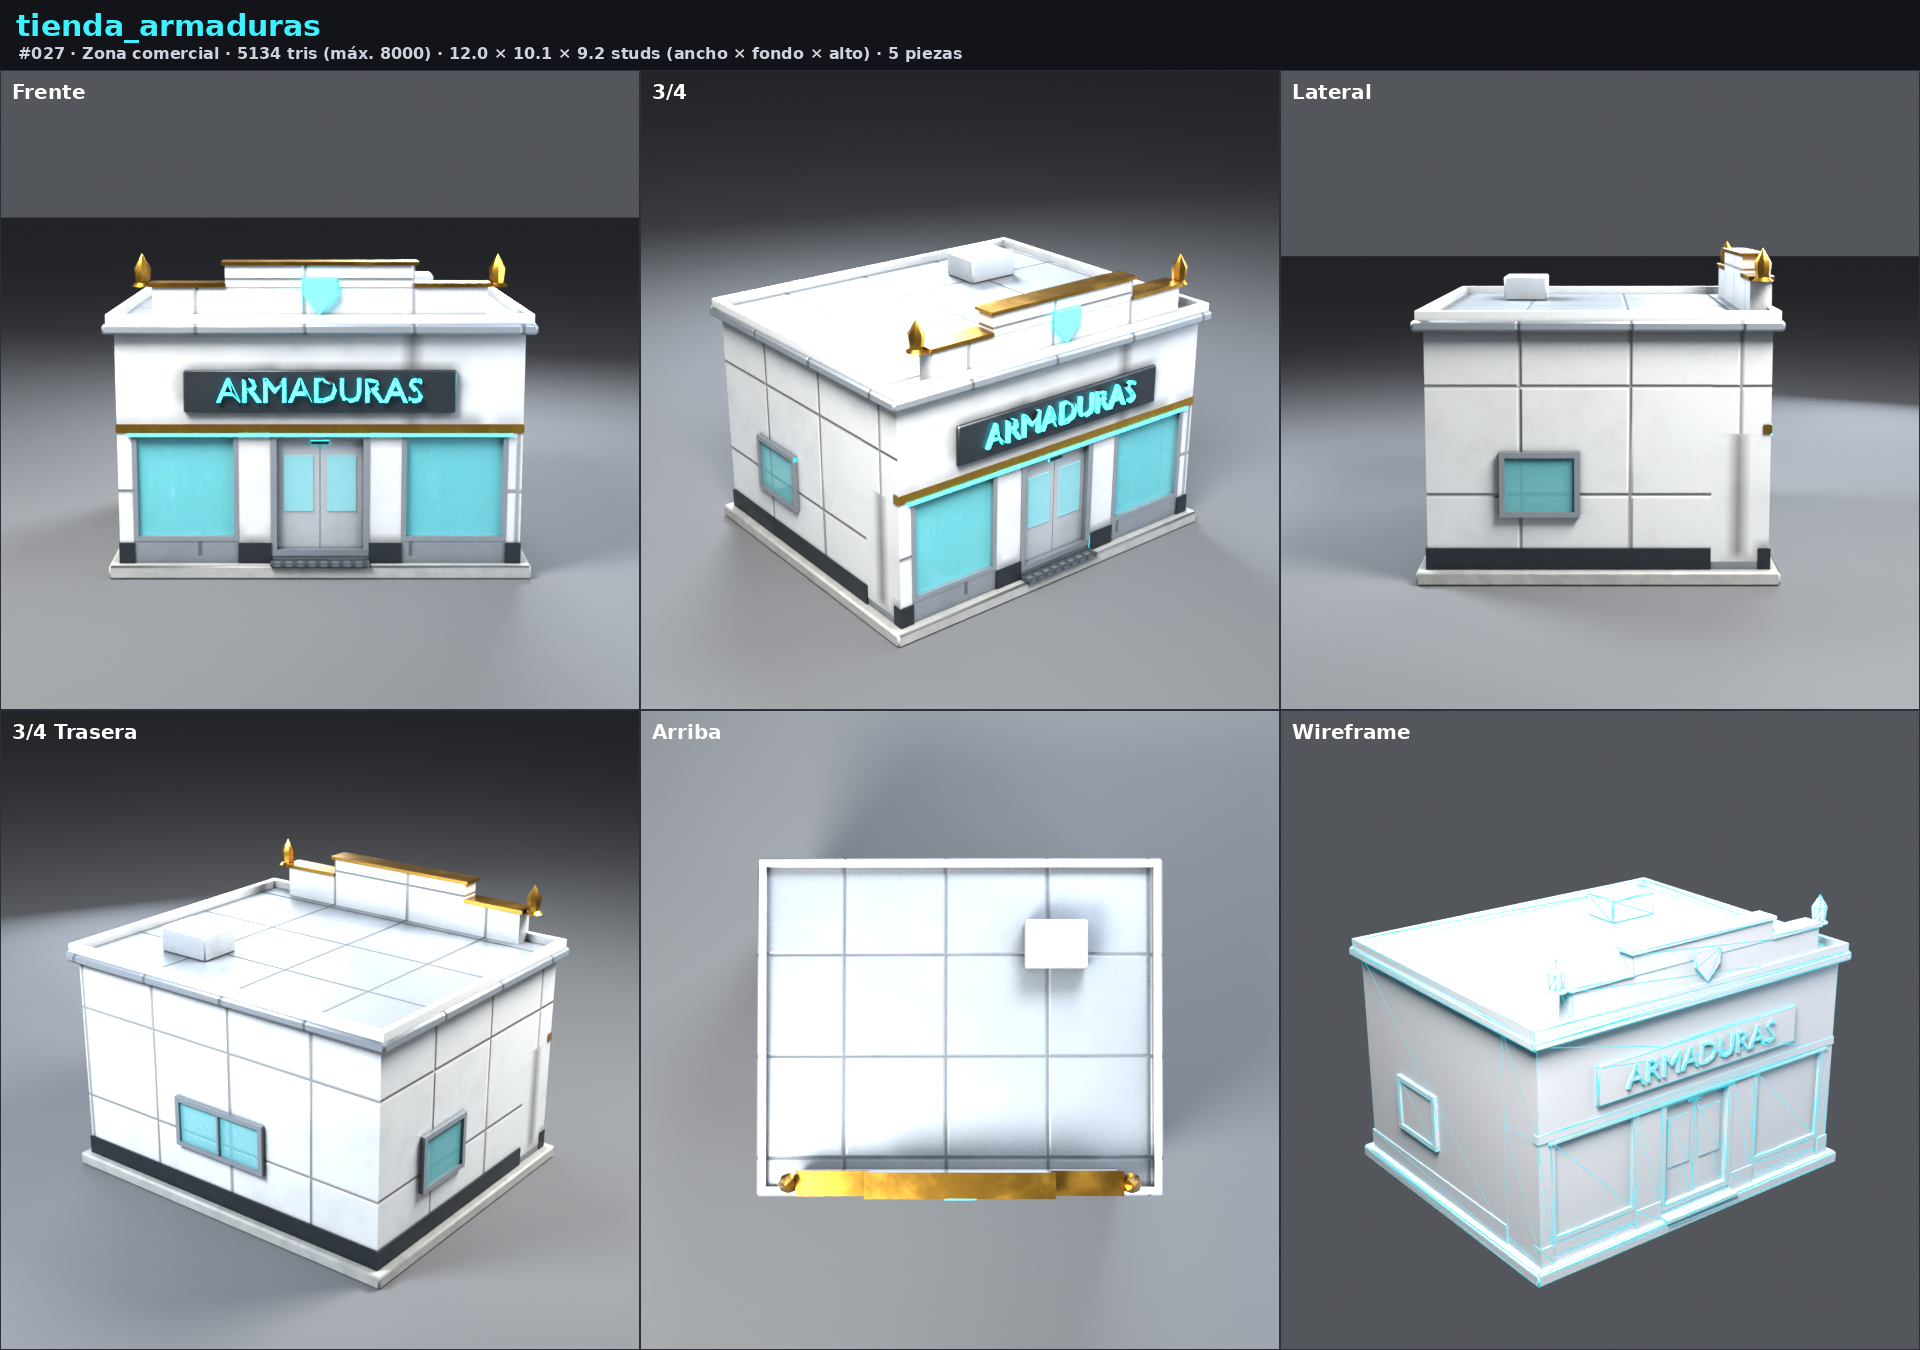 tienda_armaduras
#027 · Zona comercial · 5134 tris (máx. 8000) · 12.0 × 10.1 × 9.2 studs (ancho × fondo × alto) · 5 piezas
Frente
3/4
Lateral
ARMADURAS
ARMADURAS
3/4 Trasera
Arriba
Wireframe
ARMADURAS